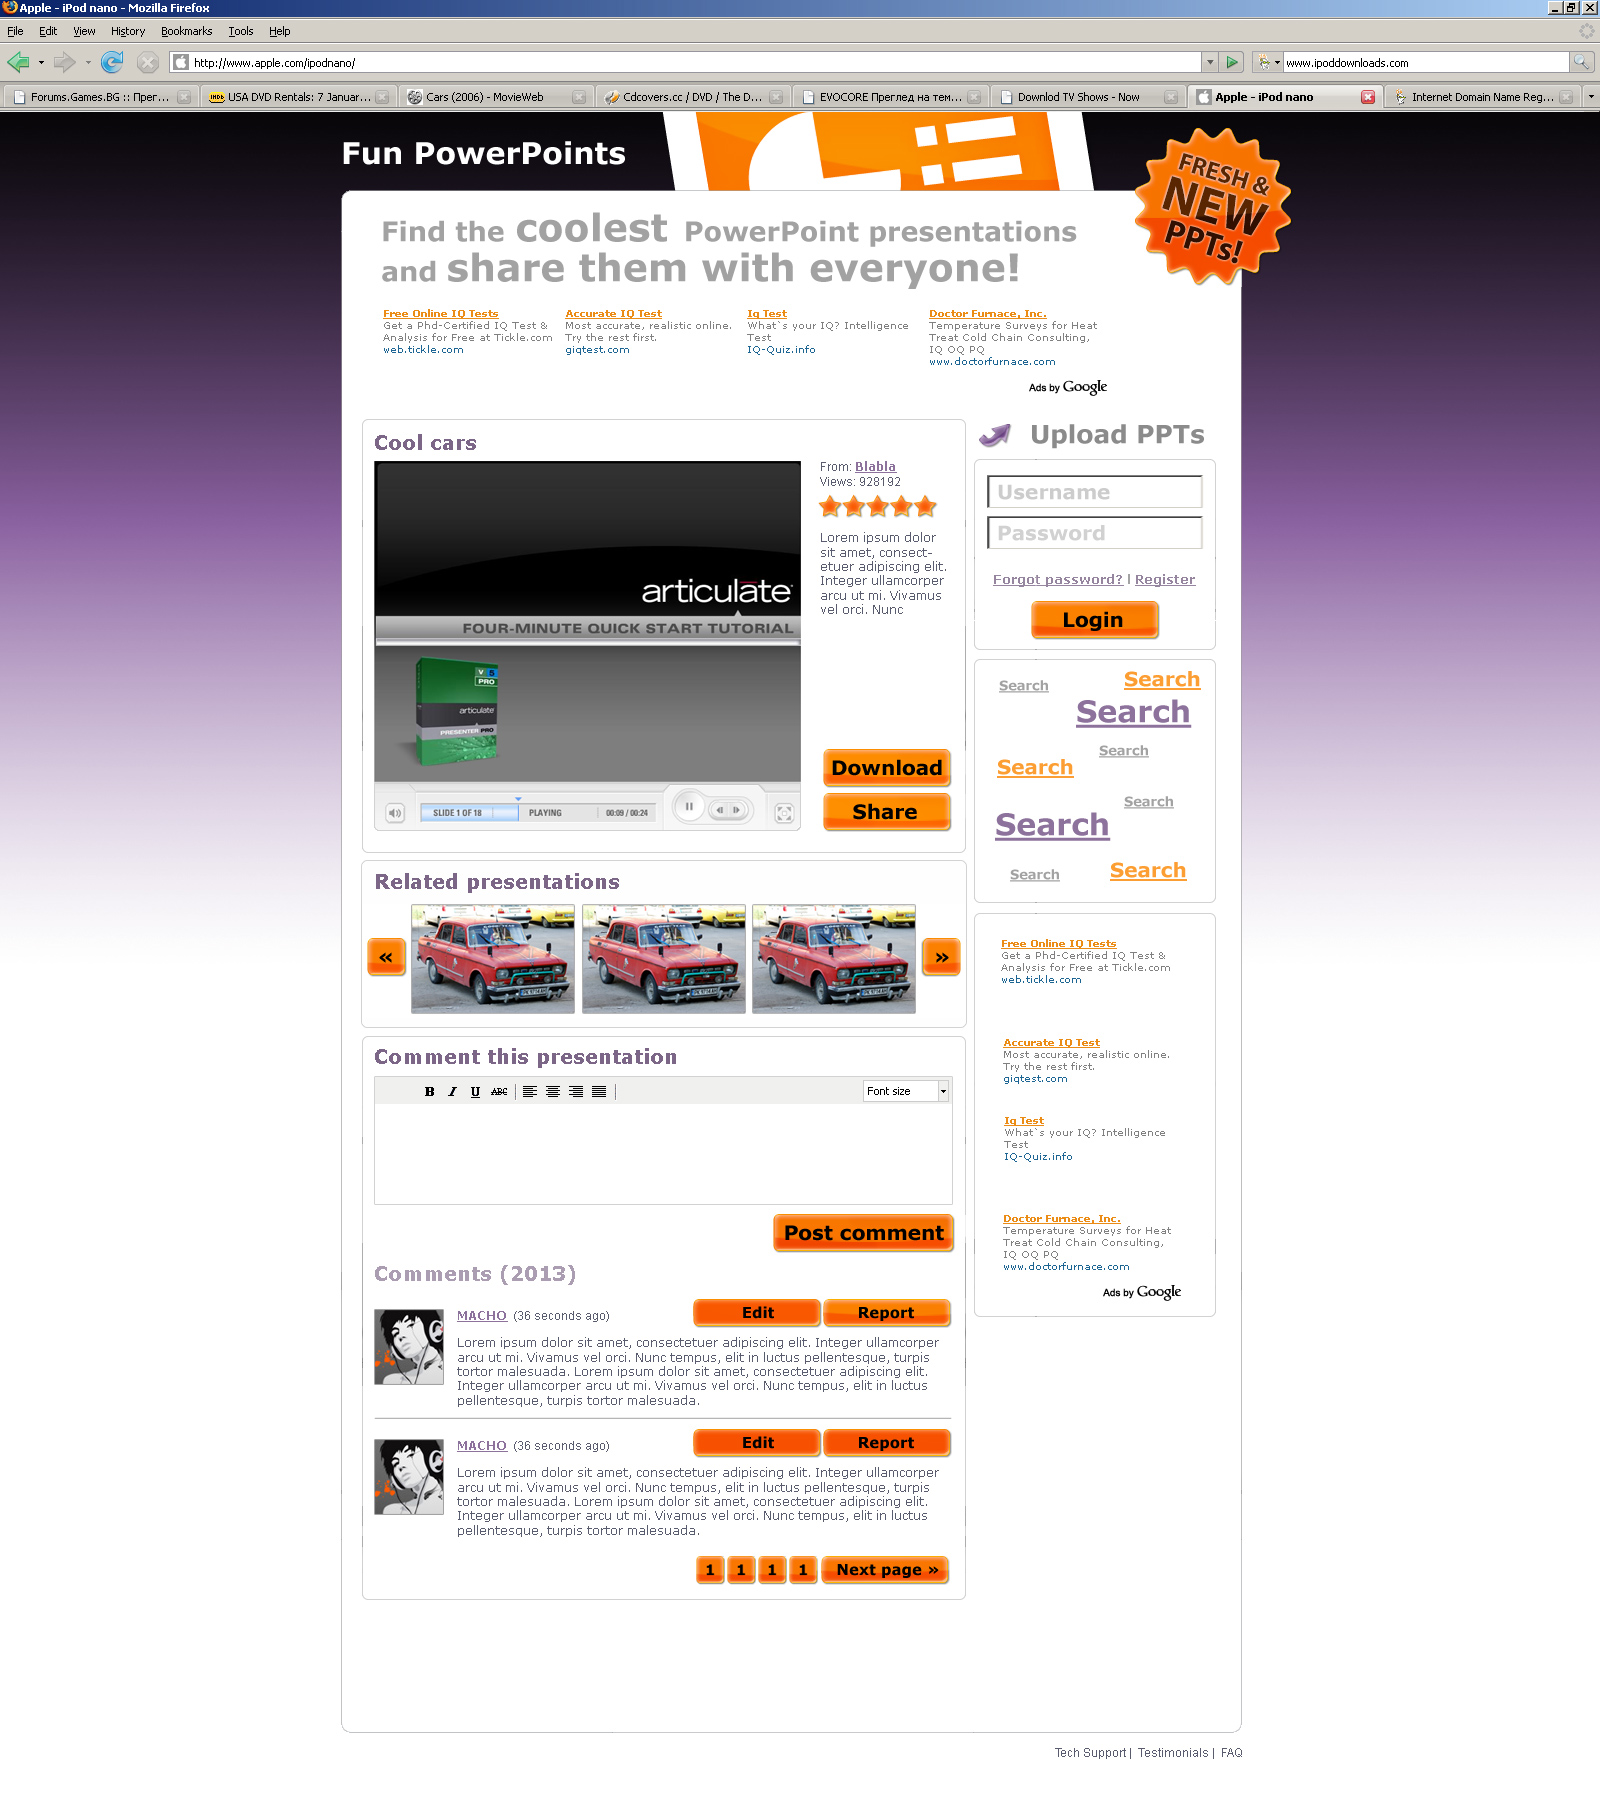 Apple - iPod nano - Mozilla Firefox
File Edit View History Bookmarks Tools Help
http://www.apple.com/ipodnano/
www.ipoddownloads.com
Forums.Games.BG :: Прег...
USA DVD Rentals: 7 Januar...
Cars (2006) - MovieWeb
Cdcovers.cc / DVD / The D...
EVOCORE Преглед на тем...
Downlod TV Shows - Now
Apple - iPod nano
Internet Domain Name Reg...
Fun PowerPoints
FRESH &
NEW
PPTs!
Find the coolest PowerPoint presentations
and share them with everyone!
Free Online IQ Tests
Get a Phd-Certified IQ Test &
Analysis for Free at Tickle.com
web.tickle.com
Accurate IQ Test
Most accurate, realistic online.
Try the rest first.
giqtest.com
Iq Test
What`s your IQ? Intelligence
Test
IQ-Quiz.info
Doctor Furnace, Inc.
Temperature Surveys for Heat
Treat Cold Chain Consulting,
IQ OQ PQ
www.doctorfurnace.com
Ads by Google
Cool cars
articulate
FOUR-MINUTE QUICK START TUTORIAL
V 5
PRO
articulate
PRESENTER PRO
SLIDE 1 OF 18 PLAYING 00:09 / 00:24
From: Blabla
Views: 928192
Lorem ipsum dolor
sit amet, consect-
etuer adipiscing elit.
Integer ullamcorper
arcu ut mi. Vivamus
vel orci. Nunc
Download
Share
Upload PPTs
Username
Password
Forgot password? | Register
Login
Search
Search
Search
Search
Search
Search
Search
Search
Search
Related presentations
«
»
Comment this presentation
B I U ABC
Font size
Post comment
Comments (2013)
MACHO (36 seconds ago)
Edit
Report
Lorem ipsum dolor sit amet, consectetuer adipiscing elit. Integer ullamcorper
arcu ut mi. Vivamus vel orci. Nunc tempus, elit in luctus pellentesque, turpis
tortor malesuada. Lorem ipsum dolor sit amet, consectetuer adipiscing elit.
Integer ullamcorper arcu ut mi. Vivamus vel orci. Nunc tempus, elit in luctus
pellentesque, turpis tortor malesuada.
MACHO (36 seconds ago)
Edit
Report
Lorem ipsum dolor sit amet, consectetuer adipiscing elit. Integer ullamcorper
arcu ut mi. Vivamus vel orci. Nunc tempus, elit in luctus pellentesque, turpis
tortor malesuada. Lorem ipsum dolor sit amet, consectetuer adipiscing elit.
Integer ullamcorper arcu ut mi. Vivamus vel orci. Nunc tempus, elit in luctus
pellentesque, turpis tortor malesuada.
1 1 1 1 Next page »
Free Online IQ Tests
Get a Phd-Certified IQ Test &
Analysis for Free at Tickle.com
web.tickle.com
Accurate IQ Test
Most accurate, realistic online.
Try the rest first.
giqtest.com
Iq Test
What`s your IQ? Intelligence
Test
IQ-Quiz.info
Doctor Furnace, Inc.
Temperature Surveys for Heat
Treat Cold Chain Consulting,
IQ OQ PQ
www.doctorfurnace.com
Ads by Google
Tech Support | Testimonials | FAQ